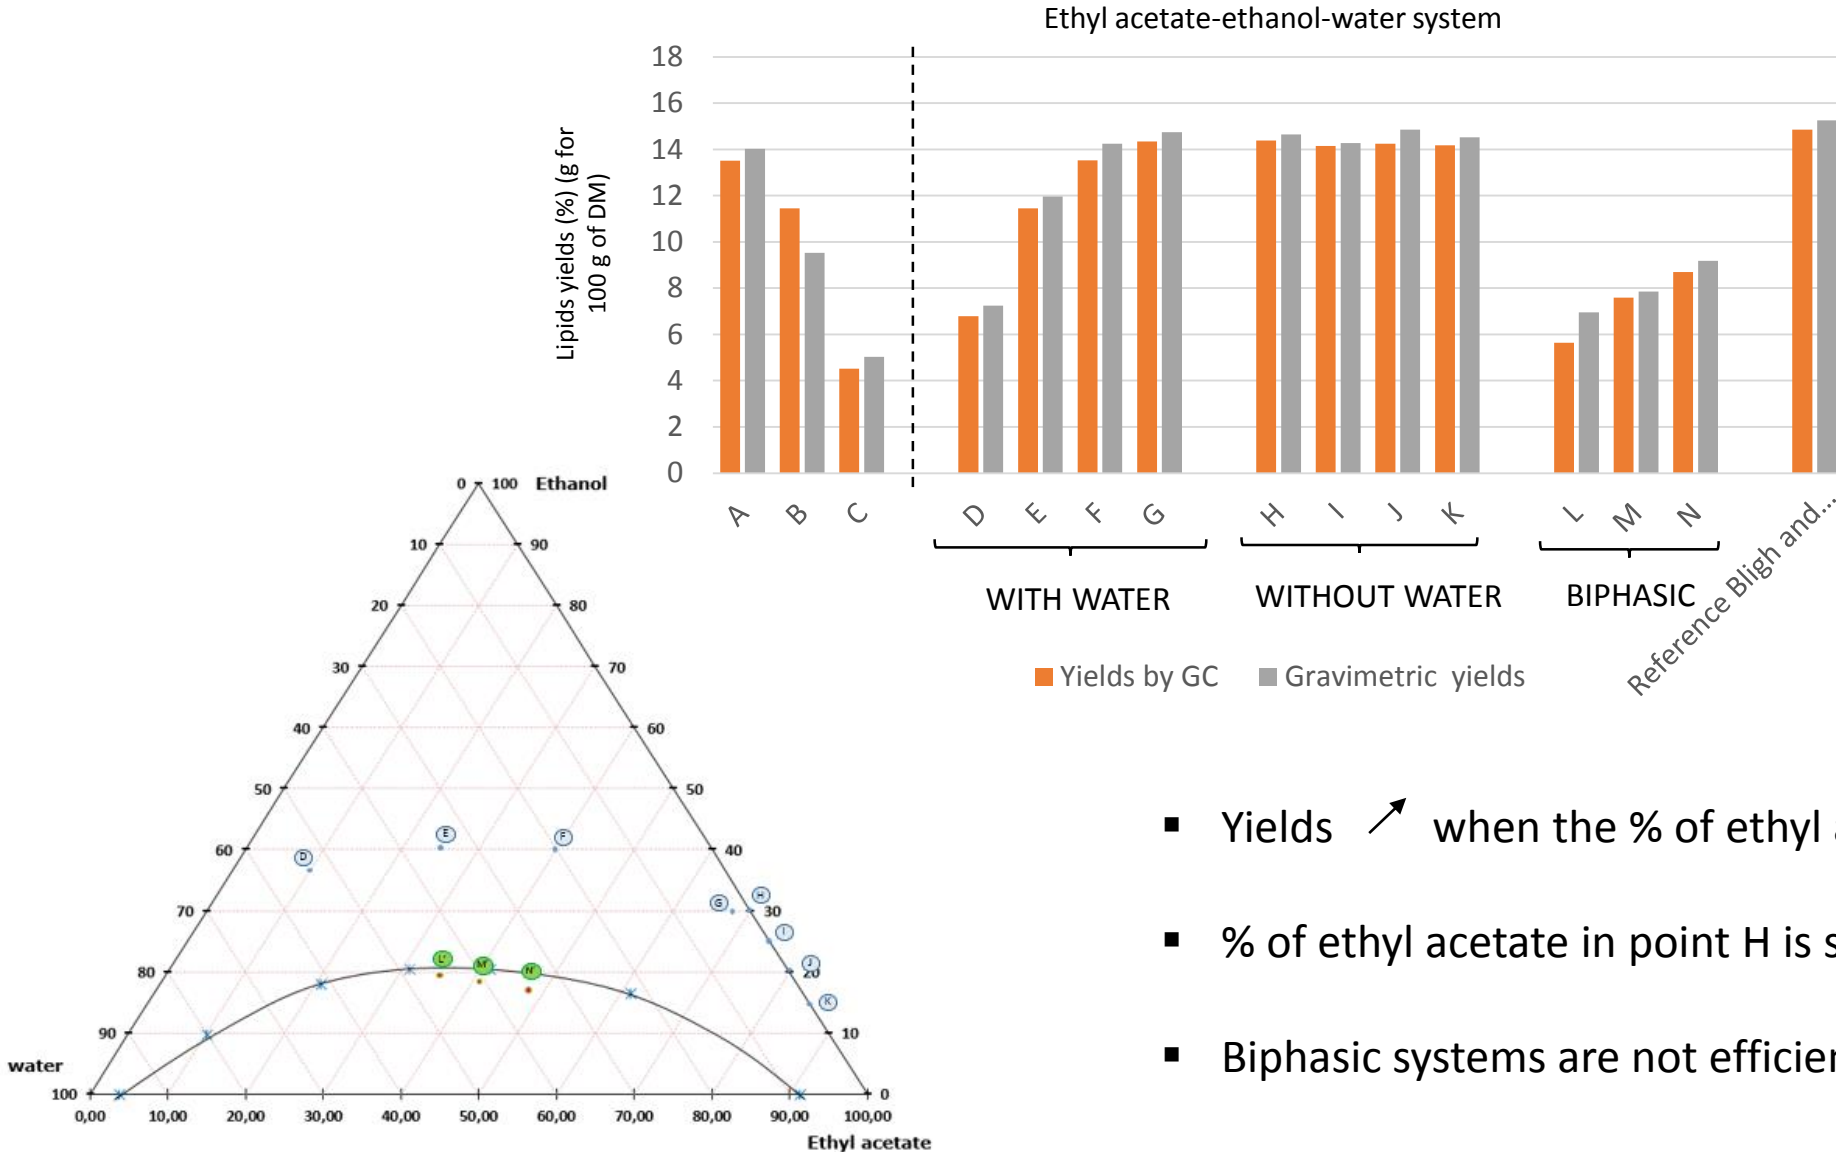 Ethyl acetate-ethanol-water system
Lipids yields (%) (g for
100 g of DM)
18
16
14
12
10
8
6
4
2
0
A B C D E F G H I J K L M N Reference Bligh and...
WITH WATER WITHOUT WATER BIPHASIC
Yields by GC Gravimetric yields
0 100 Ethanol
10 90
20 80
30 70
40 60
50 50
60 E F 40
D
70 G H 30
I
80 L' M' N' J 20
K
90 10
water
100 0
0,00 10,00 20,00 30,00 40,00 50,00 60,00 70,00 80,00 90,00 100,00
Ethyl acetate
▪ Yields ↗ when the % of ethyl
▪ % of ethyl acetate in point H is s
▪ Biphasic systems are not efficien